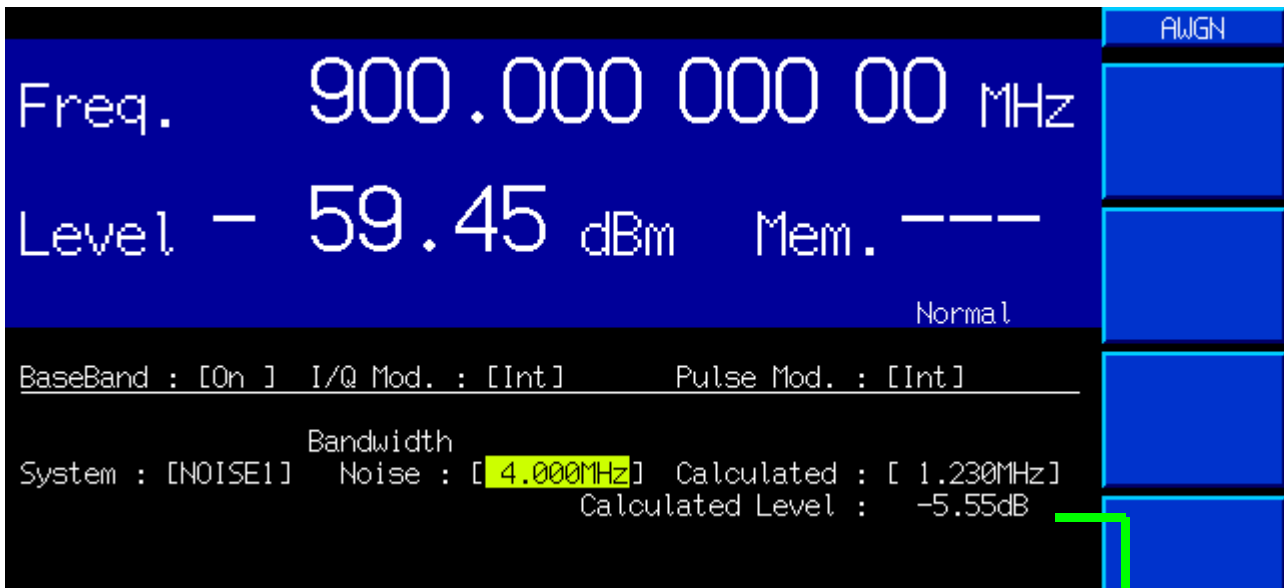 AWGN
Freq. 900.000 000 00 MHz
Level - 59.45 dBm Mem. ---
Normal
BaseBand : [On ] I/Q Mod. : [Int] Pulse Mod. : [Int]
Bandwidth
System : [NOISE1] Noise : [ 4.000MHz] Calculated : [ 1.230MHz]
Calculated Level : -5.55dB